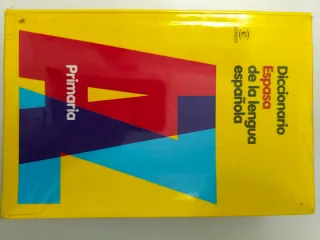 Diccionario
Espasa
de la lengua
española
Primaria